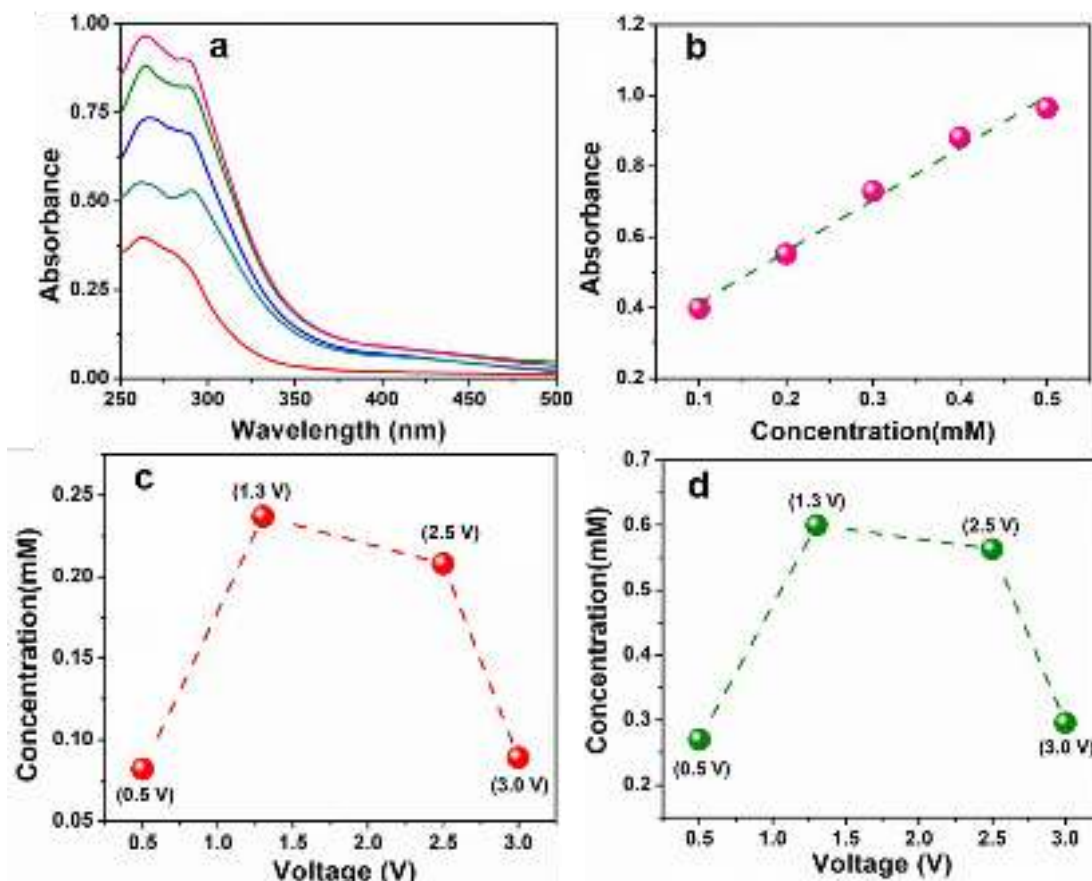 a
1.00
0.75
0.50
0.25
0.00
Absorbance
250 300 350 400 450 500
Wavelength (nm)
b
1.2
1.0
0.8
0.6
0.4
0.2
Absorbance
0.1 0.2 0.3 0.4 0.5
Concentration(mM)
c
0.25
0.20
0.15
0.10
0.05
Concentration(mM)
(1.3 V)
(2.5 V)
(0.5 V)
(3.0 V)
0.5 1.0 1.5 2.0 2.5 3.0
Voltage (V)
d
0.7
0.6
0.5
0.4
0.3
0.2
Concentration(mM)
(1.3 V)
(2.5 V)
(0.5 V)
(3.0 V)
0.5 1.0 1.5 2.0 2.5 3.0
Voltage (V)